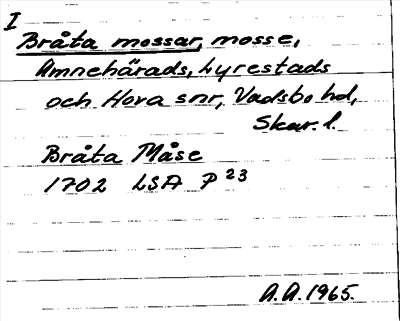 I
Bråta mossar, mosse,
Amnehärads, Lyrestads
och Hova snr, Vadsbo hd,
Skar. l.
Bråta Måse
1702 LSA P 23
A.A. 1965.